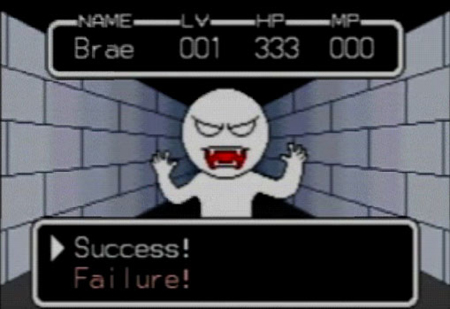 NAME LV HP MP
Brae 001 333 000
Success!
Failure!